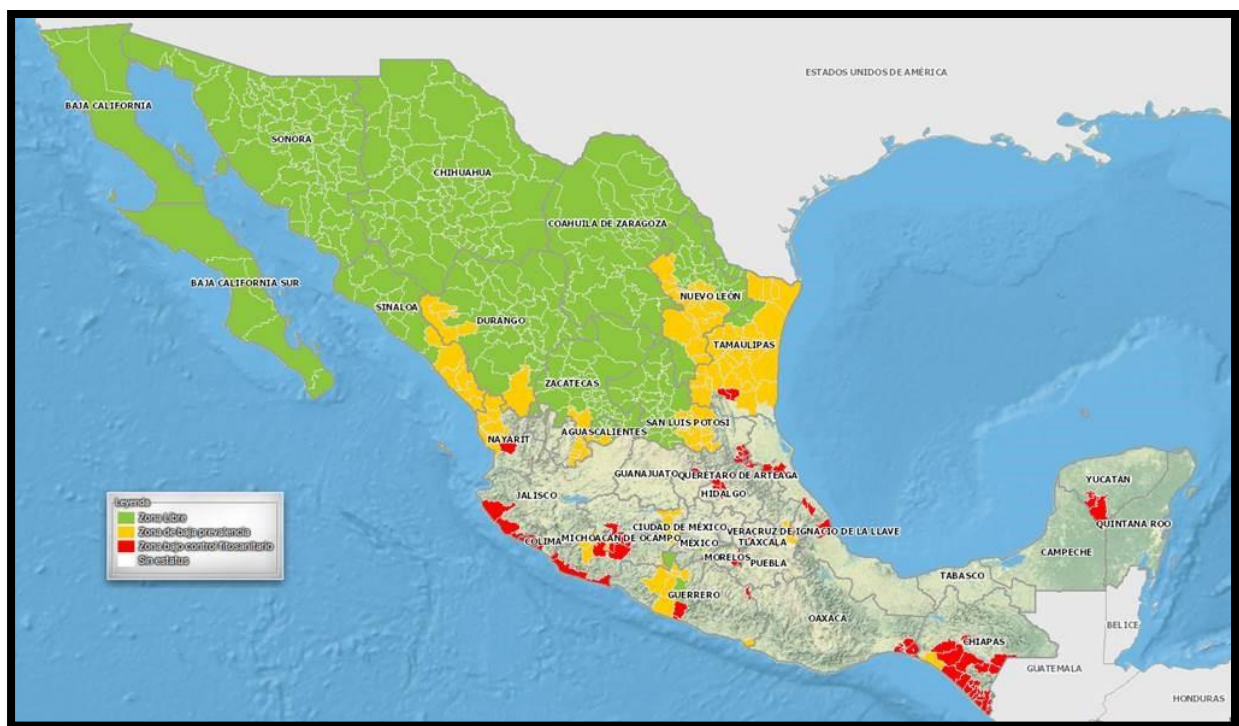 ESTADOS UNIDOS DE AMÉRICA
BAJA CALIFORNIA
SONORA
CHIHUAHUA
COAHUILA DE ZARAGOZA
BAJA CALIFORNIA SUR
SINALOA
DURANGO
NUEVO LEÓN
TAMAULIPAS
ZACATECAS
SAN LUIS POTOSÍ
AGUASCALIENTES
NAYARIT
GUANAJUATO
QUERÉTARO DE ARTEAGA
HIDALGO
JALISCO
YUCATÁN
QUINTANA ROO
CAMPECHE
CIUDAD DE MÉXICO
VERACRUZ DE IGNACIO DE LA LLAVE
COLIMA
MICHOACÁN DE OCAMPO
MÉXICO
TLAXCALA
MORELOS
PUEBLA
TABASCO
GUERRERO
OAXACA
CHIAPAS
BELICE
GUATEMALA
HONDURAS
Leyenda
Zona Libre
Zona de baja prevalencia
Zona bajo control fitosanitario
Sin estatus